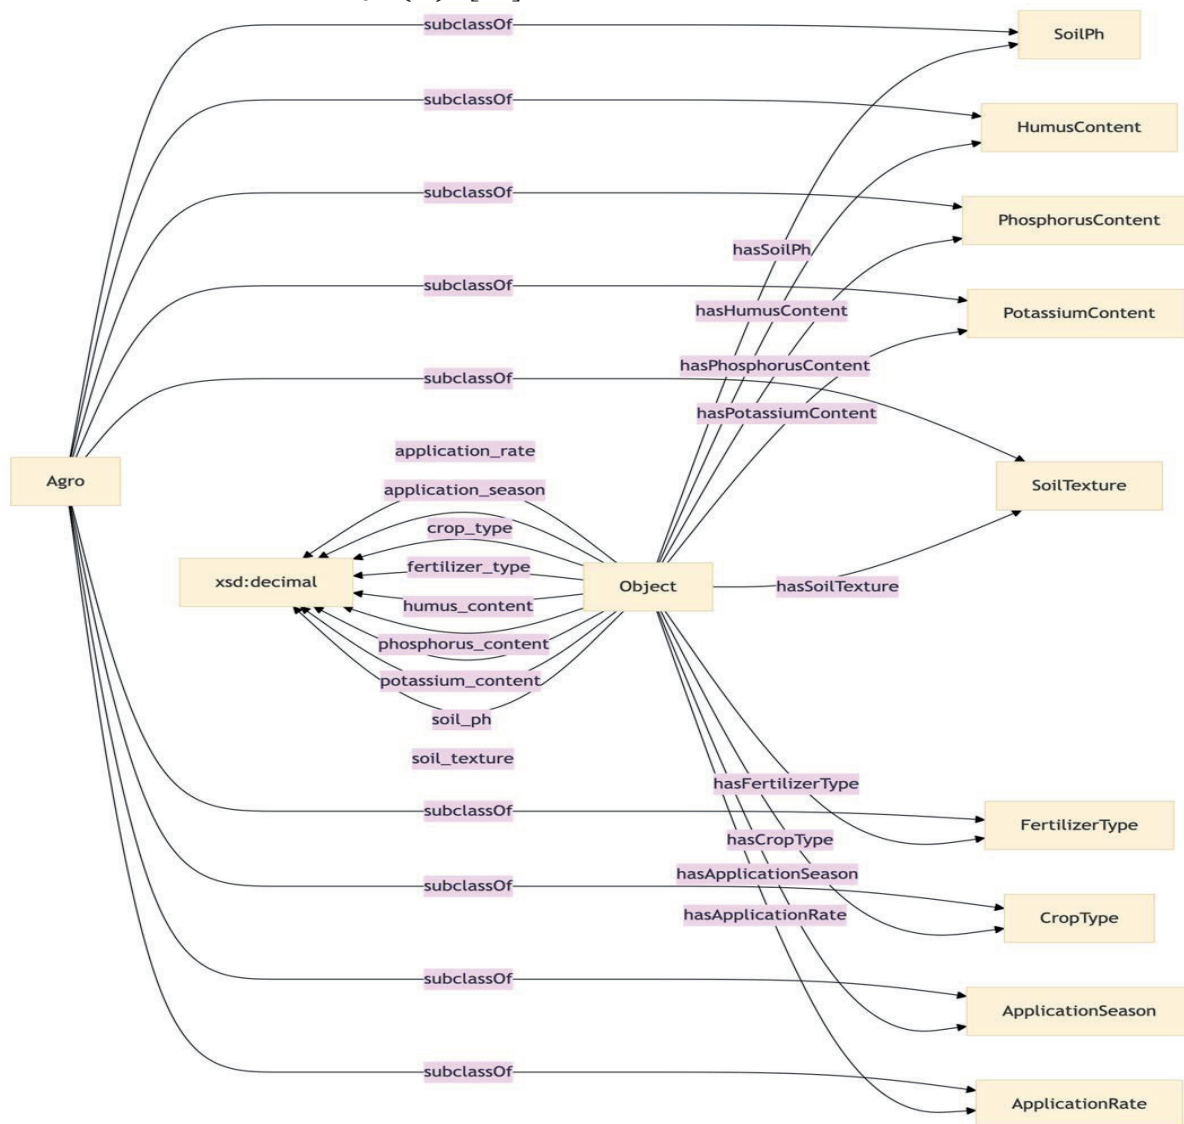 subclassOf
SoilPh
subclassOf
HumusContent
subclassOf
PhosphorusContent
hasSoilPh
subclassOf
hasHumusContent
PotassiumContent
hasPhosphorusContent
subclassOf
hasPotassiumContent
application_rate
Agro
SoilTexture
application_season
crop_type
fertilizer_type
xsd:decimal
Object
hasSoilTexture
humus_content
phosphorus_content
potassium_content
soil_ph
soil_texture
hasFertilizerType
subclassOf
FertilizerType
hasCropType
hasApplicationSeason
subclassOf
hasApplicationRate
CropType
subclassOf
ApplicationSeason
subclassOf
ApplicationRate